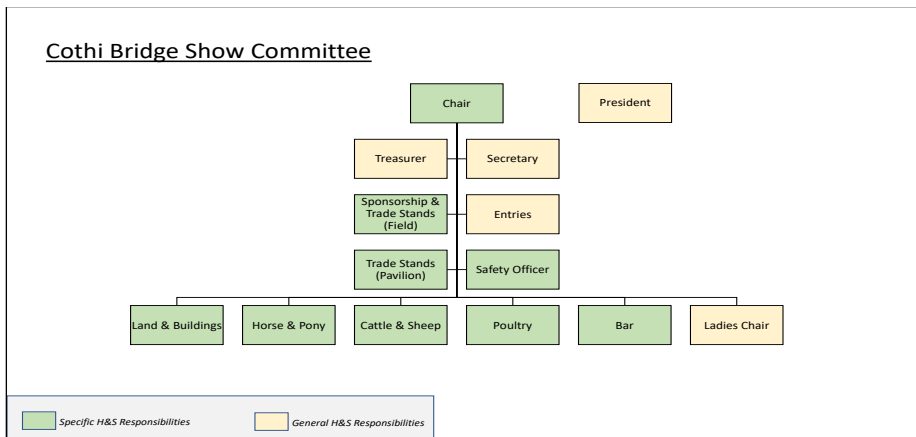 Cothi Bridge Show Committee
Chair
President
Treasurer
Secretary
Sponsorship &
Trade Stands
(Field)
Entries
Trade Stands
(Pavilion)
Safety Officer
Land & Buildings
Horse & Pony
Cattle & Sheep
Poultry
Bar
Ladies Chair
Specific H&S Responsibilities
General H&S Responsibilities